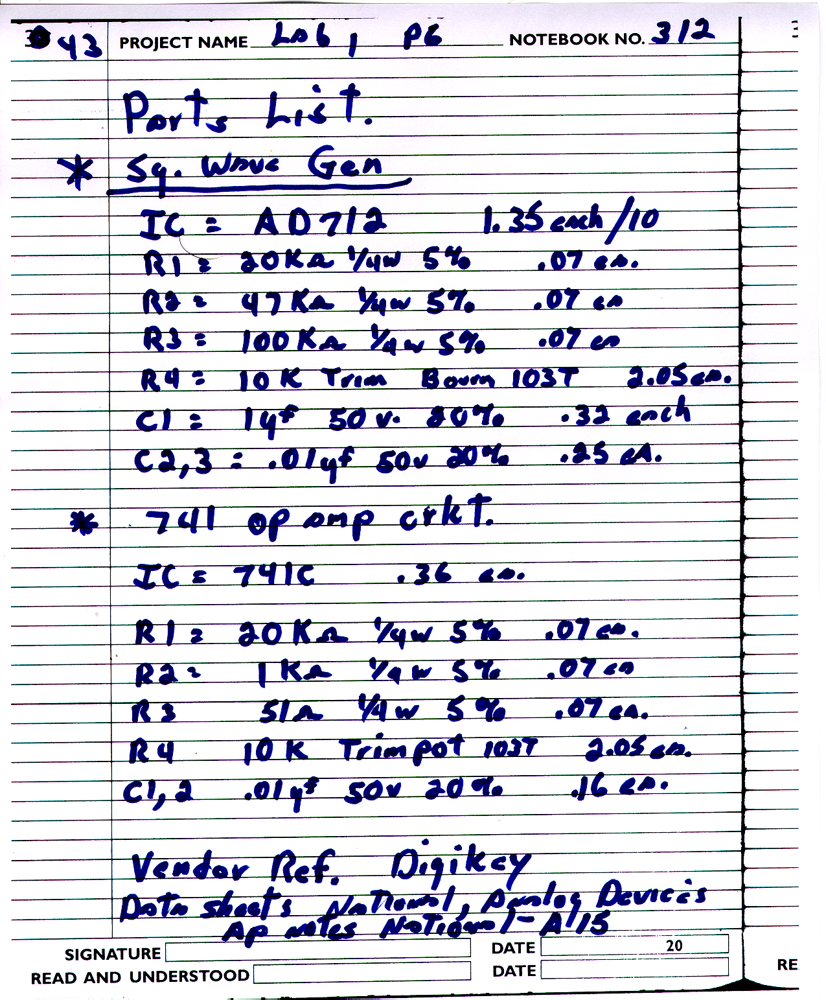 43 PROJECT NAME Lab 1 P6 NOTEBOOK NO. 312
Parts List.
* Sq. Wave Gen
IC = AD712 1.35 each/10
R1 = 20KΩ 1/4w 5% .07 ea.
R2 = 47KΩ 1/4w 5% .07 ea
R3 = 100KΩ 1/4w 5% .07 ea
R4 = 10K Trim Bourn 103T 2.05 ea.
C1 = 1μf 50v. 20% .32 each
C2,3 = .01μf 50v 20% .25 eA.
* 741 op amp crkt.
IC = 741C .36 ea.
R1 = 20KΩ 1/4w 5% .07 ea.
R2 = 1KΩ 1/4w 5% .07 ea
R3 51Ω 1/4w 5% .07 ea.
R4 10K Trimpot 103T 2.05 ea.
C1,2 .01μf 50v 20% .16 ea.
Vendor Ref. Digikey
Data sheets National, Analog Devices
Ap notes National-
SIGNATURE DATE 20
READ AND UNDERSTOOD DATE RE